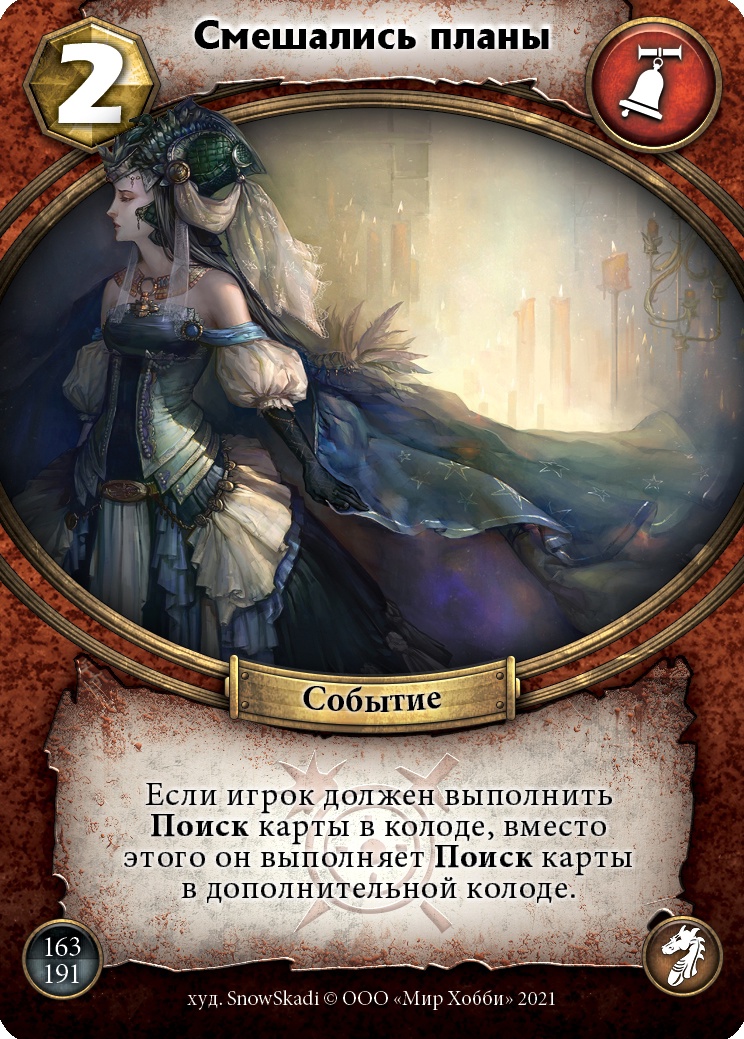 Смешались планы
2
Событие
Если игрок должен выполнить
Поиск карты в колоде, вместо
этого он выполняет Поиск карты
в дополнительной колоде.
163
191
худ. SnowSkadi © ООО «Мир Хобби» 2021